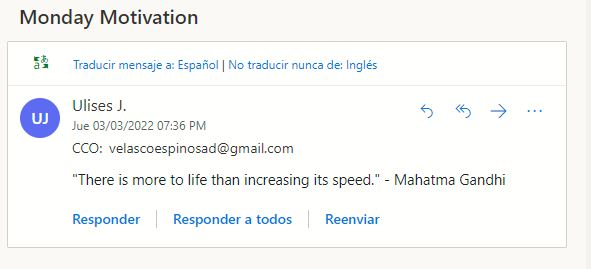 Monday Motivation
Traducir mensaje a: Español | No traducir nunca de: Inglés
UJ
Ulises J.
Jue 03/03/2022 07:36 PM
CCO: velascoespinosad@gmail.com
"There is more to life than increasing its speed." - Mahatma Gandhi
Responder | Responder a todos | Reenviar